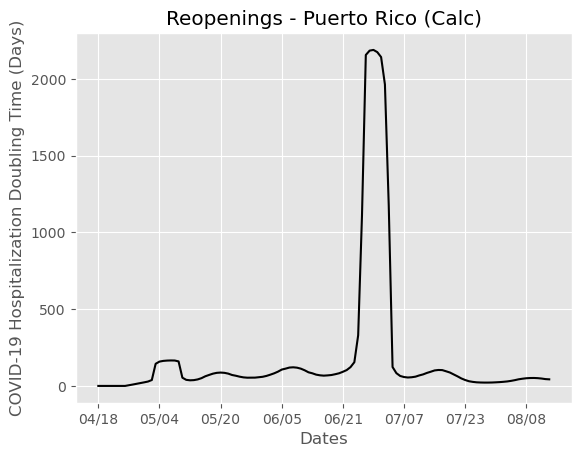 Reopenings - Puerto Rico (Calc)
COVID-19 Hospitalization Doubling Time (Days)
2000
1500
1000
500
0
04/18 05/04 05/20 06/05 06/21 07/07 07/23 08/08
Dates